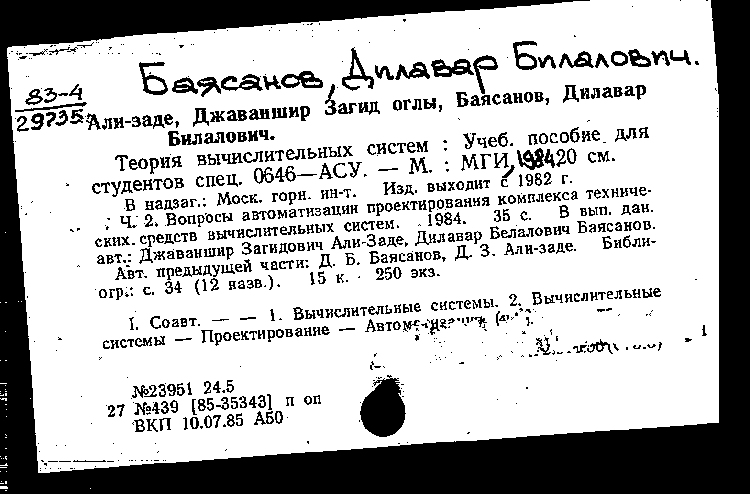 Баясанов, Дилавар Билалович.
83-4
29735
Али-заде, Джаваншир Загид оглы, Баясанов, Дилавар
Билалович.
Теория вычислительных систем : Учеб. пособие для
студентов спец. 0646—АСУ. — М. : МГИ, 1984. 20 см.
В надзаг.: Моск. горн. ин-т. Изд. выходит с 1982 г.
Ч. 2. Вопросы автоматизации проектирования комплекса техниче-
ских средств вычислительных систем. 1984. 35 с. В вып. дан.
авт.: Джаваншир Загидович Али-Заде, Дилавар Белалович Баясанов.
Авт. предыдущей части: Д. Б. Баясанов, Д. З. Али-заде. Библи-
огр.: с. 34 (12 назв.). 15 к. 250 экз.
I. Соавт. — — 1. Вычислительные системы. 2. Вычислительные
системы — Проектирование —
1
№23951 24.5
27 №439 [85-35343] п оп
ВКП 10.07.85 А50